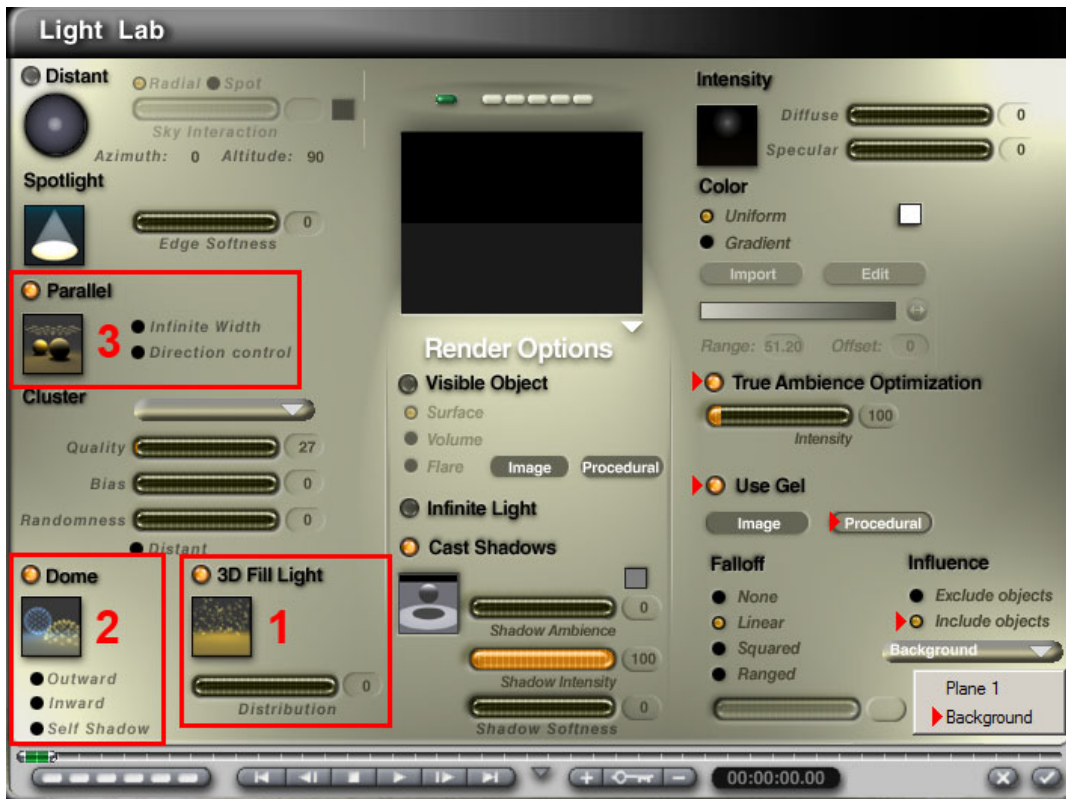 Light Lab
Distant
Radial Spot
Sky Interaction
Azimuth: 0 Altitude: 90
Spotlight
0
Edge Softness
Parallel
3
Infinite Width
Direction control
Cluster
Quality 27
Bias 0
Randomness 0
Distant
Dome
2
Outward
Inward
Self Shadow
3D Fill Light
1
0
Distribution
Render Options
Visible Object
Surface
Volume
Flare Image Procedural
Infinite Light
Cast Shadows
0
Shadow Ambience
100
Shadow Intensity
0
Shadow Softness
Intensity
Diffuse 0
Specular 0
Color
Uniform
Gradient
Import Edit
Range: 51.20 Offset: 0
True Ambience Optimization
100
Intensity
Use Gel
Image Procedural
Falloff
None
Linear
Squared
Ranged
Influence
Exclude objects
Include objects
Background
Plane 1
Background
00:00:00.00